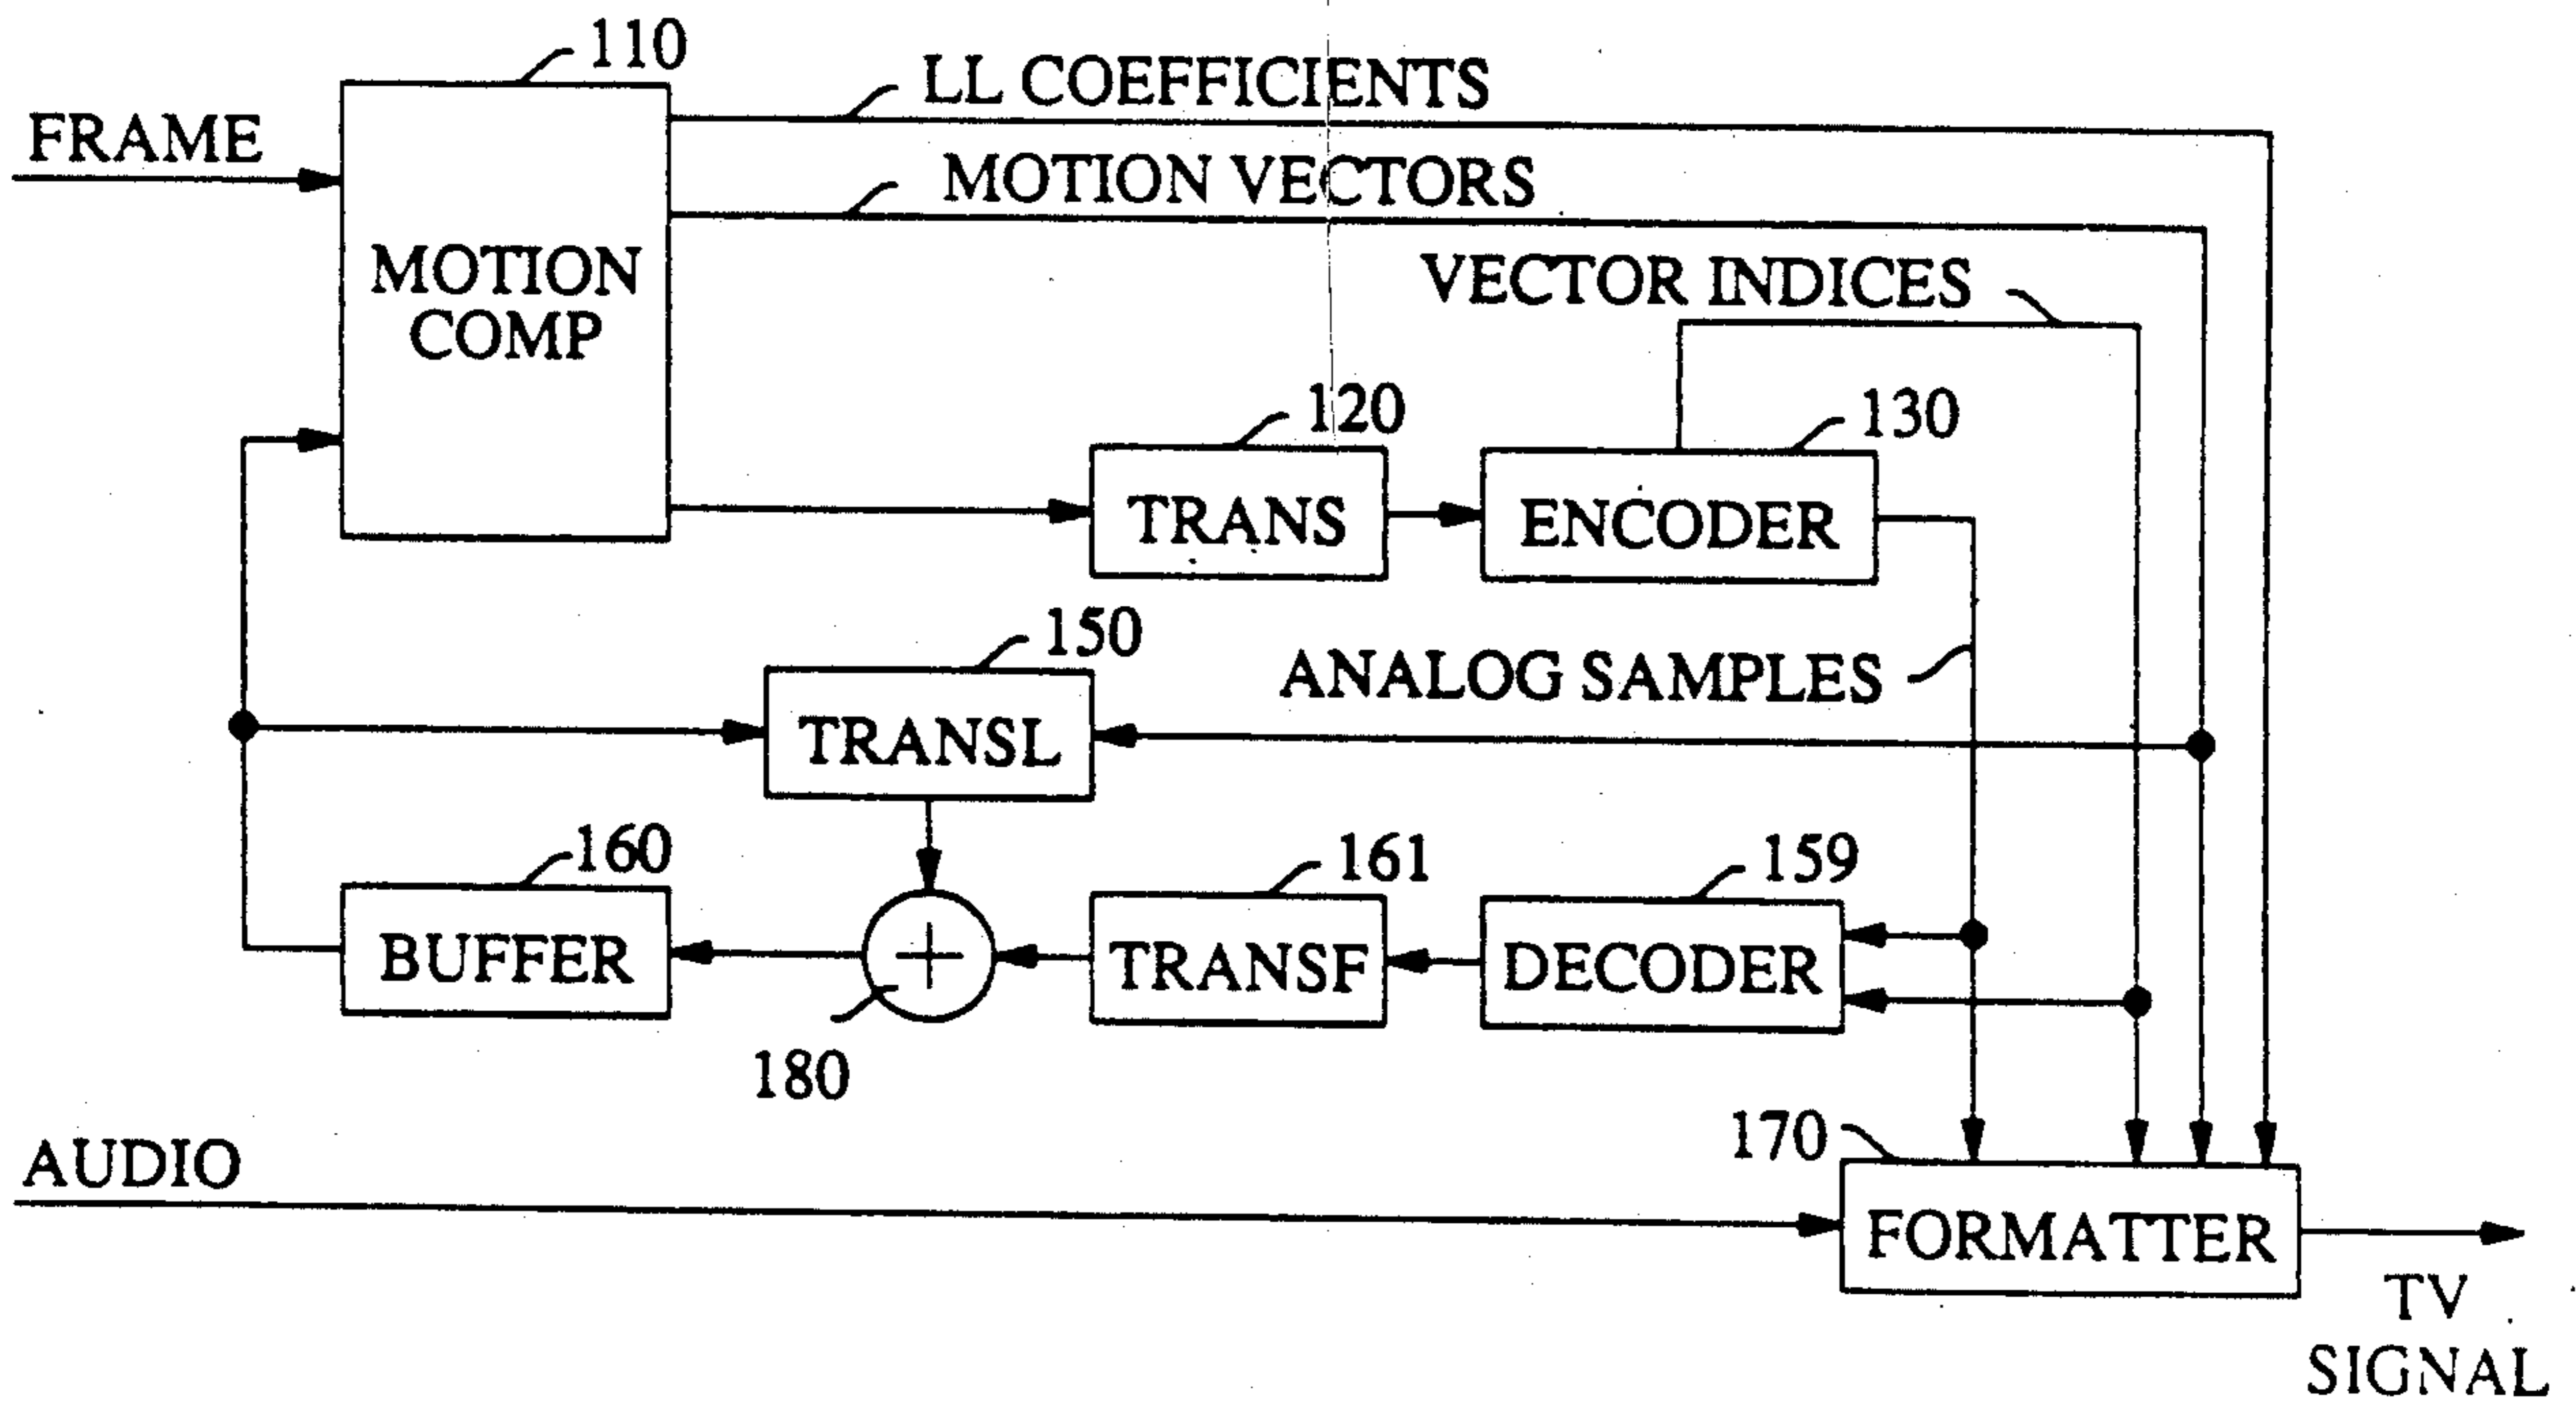 110
LL COEFFICIENTS
FRAME
MOTION VECTORS
MOTION
COMP
VECTOR INDICES
120
130
TRANS
ENCODER
150
ANALOG SAMPLES
TRANSL
160
161
159
BUFFER
+
TRANSF
DECODER
180
170
AUDIO
FORMATTER
TV
SIGNAL